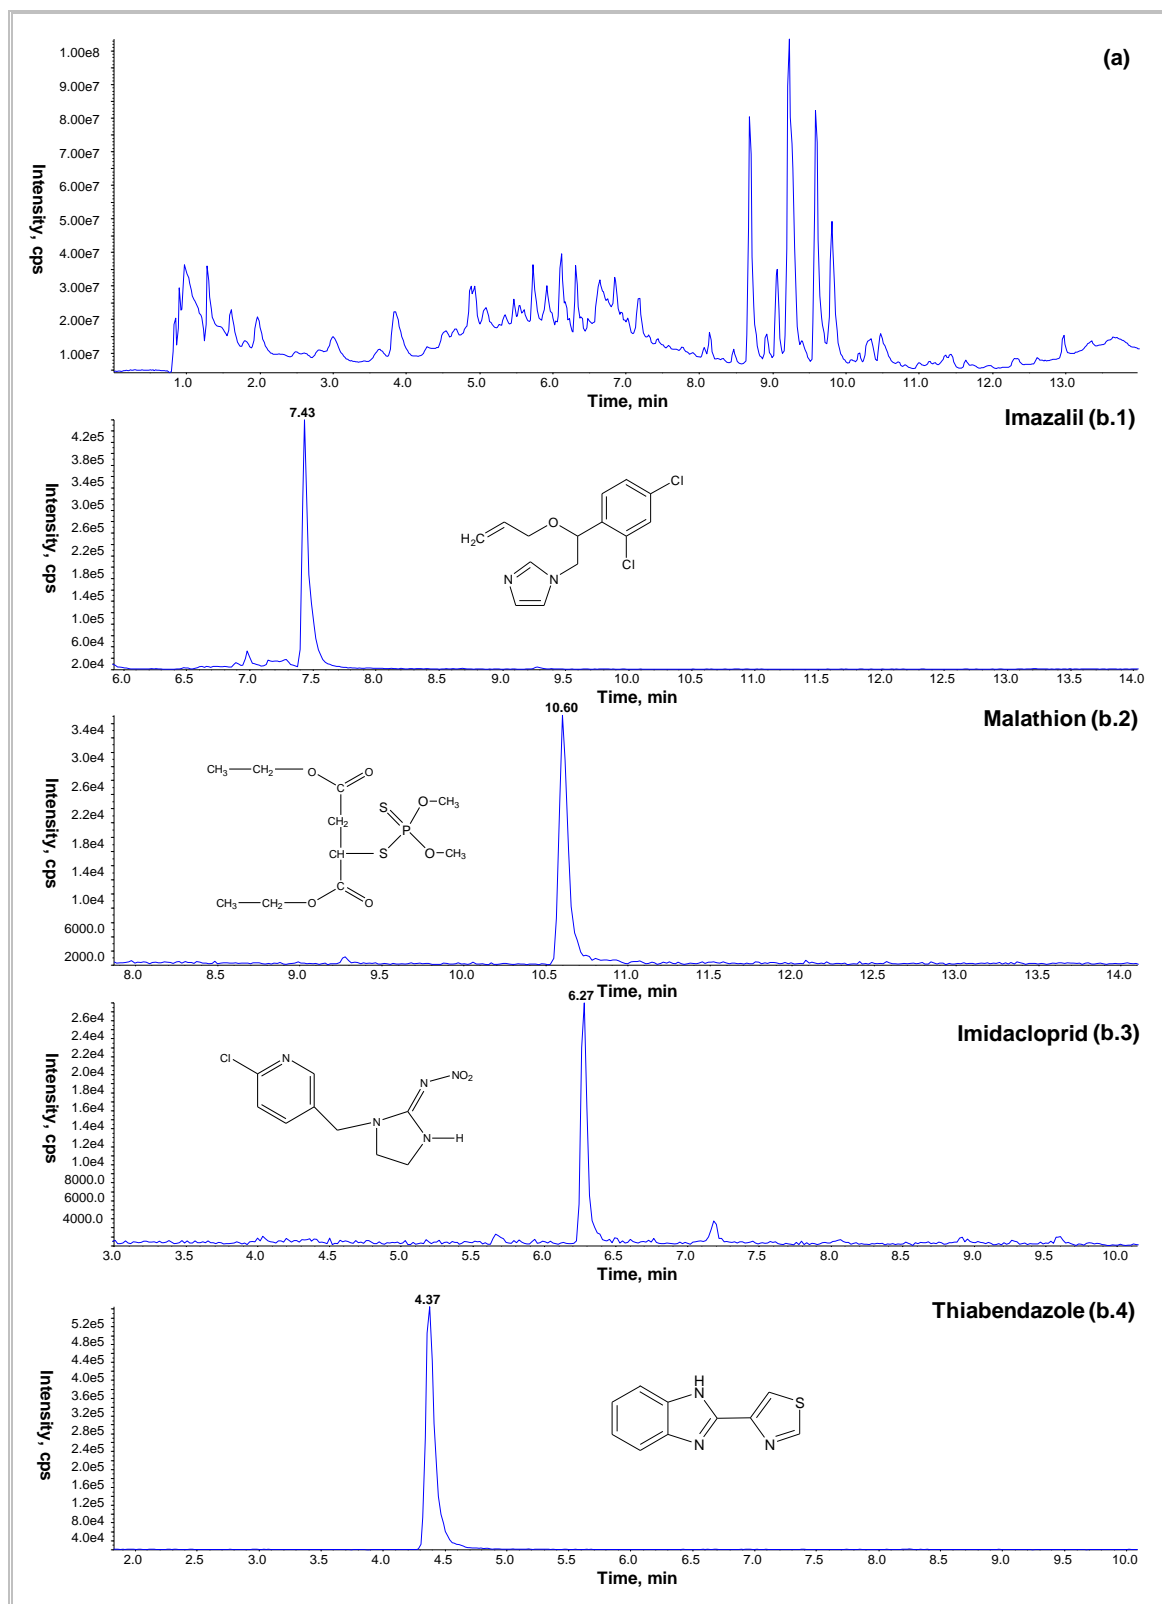 (a)
Intensity, cps
1.00e8
9.00e7
8.00e7
7.00e7
6.00e7
5.00e7
4.00e7
3.00e7
2.00e7
1.00e7
1.0 2.0 3.0 4.0 5.0 6.0 7.0 8.0 9.0 10.0 11.0 12.0 13.0
Time, min
Imazalil (b.1)
7.43
Intensity, cps
4.2e5
3.8e5
3.4e5
3.0e5
2.6e5
2.2e5
1.8e5
1.4e5
1.0e5
6.0e4
2.0e4
Cl
O
H2C
Cl
N N
6.0 6.5 7.0 7.5 8.0 8.5 9.0 9.5 10.0 10.5 11.0 11.5 12.0 12.5 13.0 13.5 14.0
Time, min
Malathion (b.2)
10.60
Intensity, cps
3.4e4
3.0e4
2.6e4
2.2e4
1.8e4
1.4e4
1.0e4
6000.0
2000.0
CH3 CH2 O C O
S O CH3
CH2 P
CH S O CH3
C
CH3 CH2 O O
8.0 8.5 9.0 9.5 10.0 10.5 11.0 11.5 12.0 12.5 13.0 13.5 14.0
Time, min
Imidacloprid (b.3)
6.27
Intensity, cps
2.6e4
2.4e4
2.2e4
2.0e4
1.8e4
1.6e4
1.4e4
1.2e4
1.0e4
8000.0
6000.0
4000.0
Cl N
N NO2
N
N H
3.0 3.5 4.0 4.5 5.0 5.5 6.0 6.5 7.0 7.5 8.0 8.5 9.0 9.5 10.0
Time, min
Thiabendazole (b.4)
4.37
Intensity, cps
5.2e5
4.8e5
4.4e5
4.0e5
3.6e5
3.2e5
2.8e5
2.4e5
2.0e5
1.6e5
1.2e5
8.0e4
4.0e4
H
N S
N N
2.0 2.5 3.0 3.5 4.0 4.5 5.0 5.5 6.0 6.5 7.0 7.5 8.0 8.5 9.0 9.5 10.0
Time, min